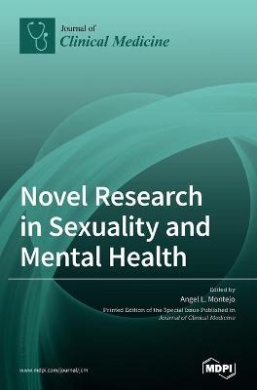 Journal of
Clinical Medicine
Novel Research
in Sexuality and
Mental Health
Edited by
Angel L. Montejo
Printed Edition of the Special Issue Published in
Journal of Clinical Medicine
www.mdpi.com/journal/jcm
MDPI